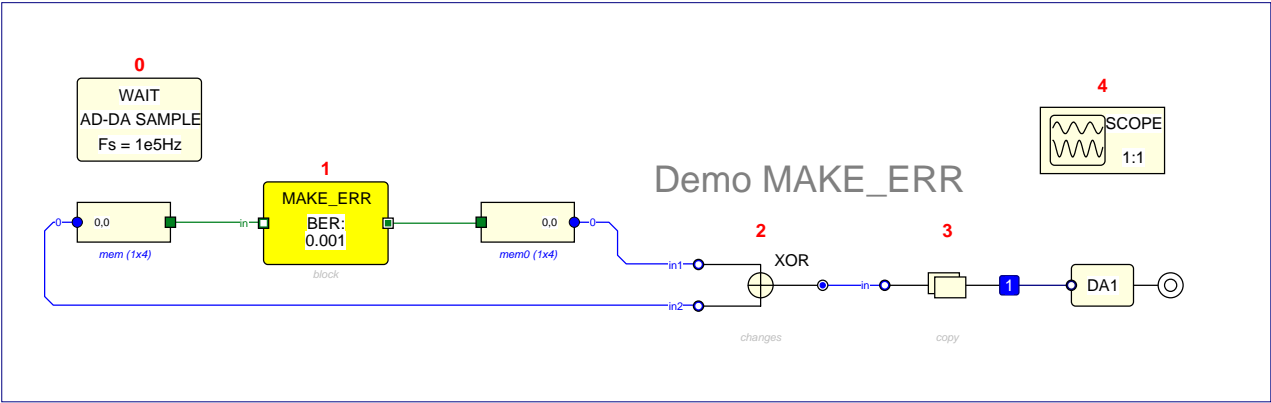 0
WAIT
AD-DA SAMPLE
Fs = 1e5Hz
4
SCOPE
1:1
Demo MAKE_ERR
1
MAKE_ERR
BER:
0.001
block
0
0,0
mem (1x4)
in
0,0
0
mem0 (1x4)
2
XOR
in1
in2
changes
3
in
copy
1
DA1